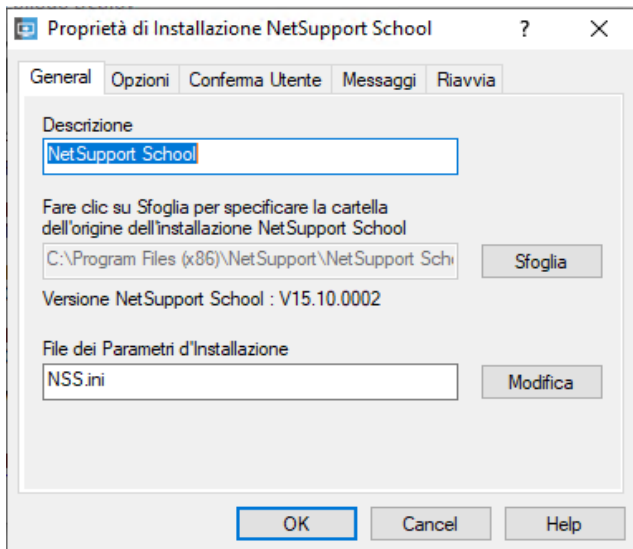 Proprietà di Installazione NetSupport School
General Opzioni Conferma Utente Messaggi Riavvia
Descrizione
NetSupport School
Fare clic su Sfoglia per specificare la cartella
dell'origine dell'installazione NetSupport School
C:\Program Files (x86)\NetSupport\NetSupport Sch Sfoglia
Versione NetSupport School : V15.10.0002
File dei Parametri d'Installazione
NSS.ini Modifica
OK Cancel Help